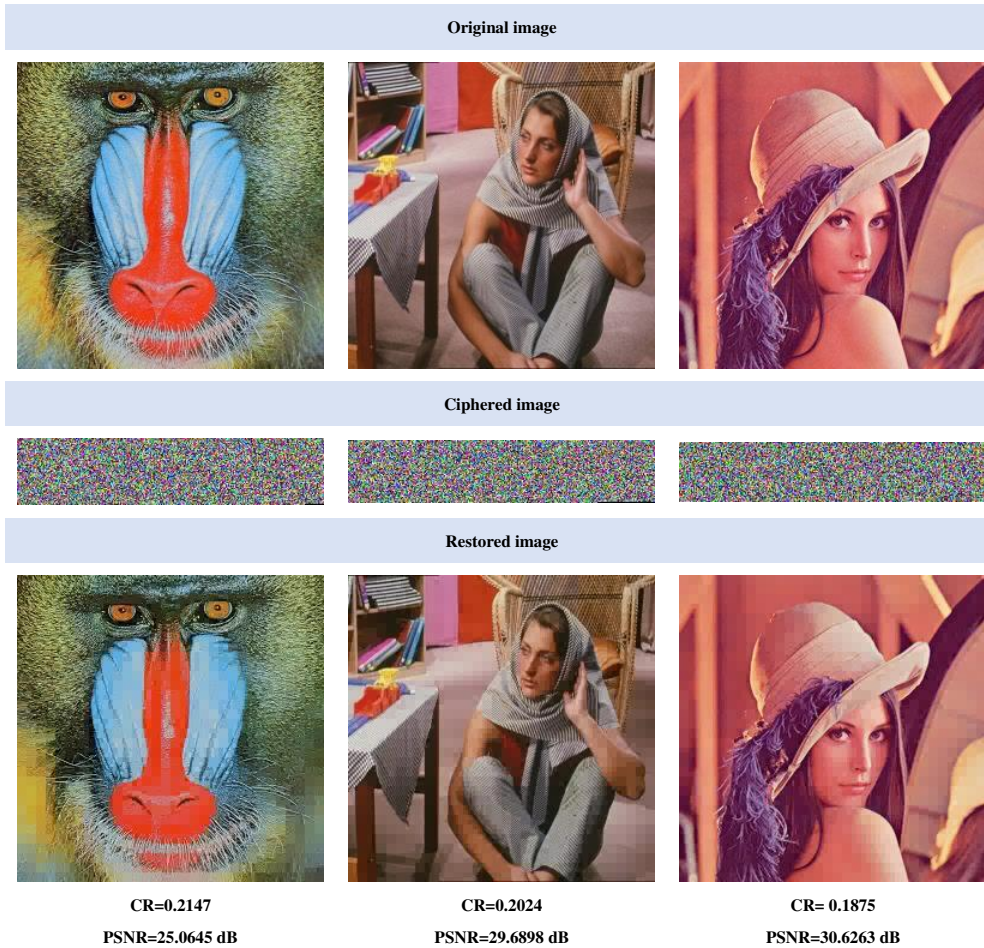 Original image
Ciphered image
Restored image
CR=0.2147 CR=0.2024 CR= 0.1875
PSNR=25.0645 dB PSNR=29.6898 dB PSNR=30.6263 dB